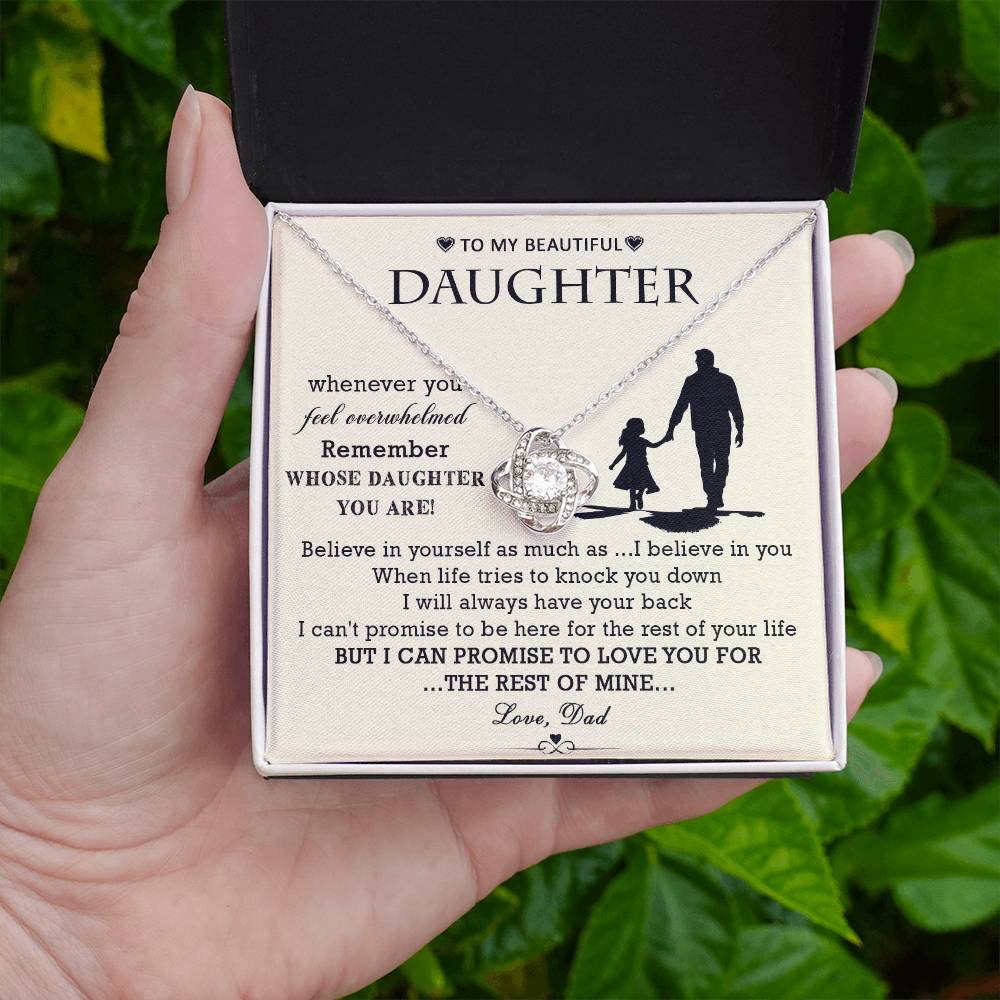 TO MY BEAUTIFUL
DAUGHTER
whenever you
feel overwhelmed
Remember
WHOSE DAUGHTER
YOU ARE!
Believe in yourself as much as ...I believe in you
When life tries to knock you down
I will always have your back
I can't promise to be here for the rest of your life
BUT I CAN PROMISE TO LOVE YOU FOR
...THE REST OF MINE...
Love, Dad